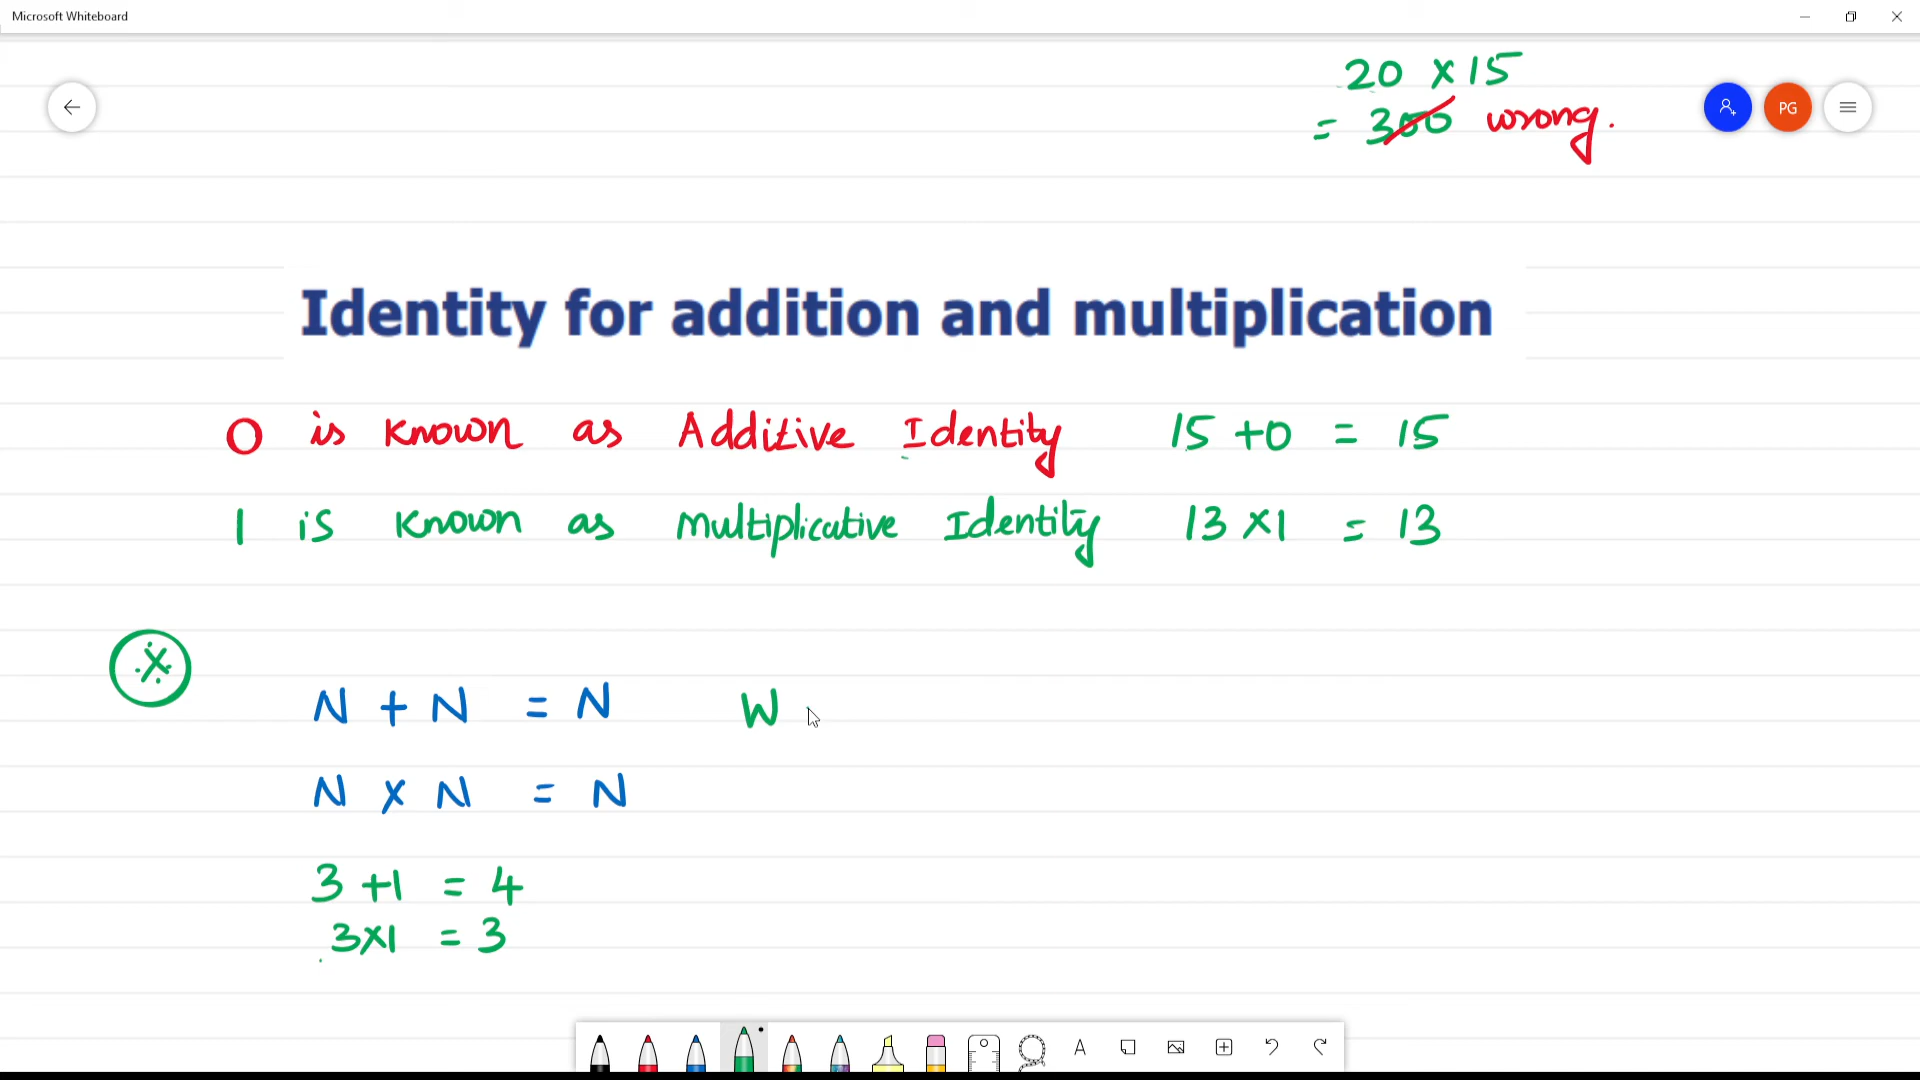 Microsoft Whiteboard
20 x 15
= 300 wrong.
PG
Identity for addition and multiplication
0 is known as Additive Identity 15 + 0 = 15
1 is known as multiplicative Identity 13 x 1 = 13
N + N = N W
N x N = N
3 + 1 = 4
3 x 1 = 3
A